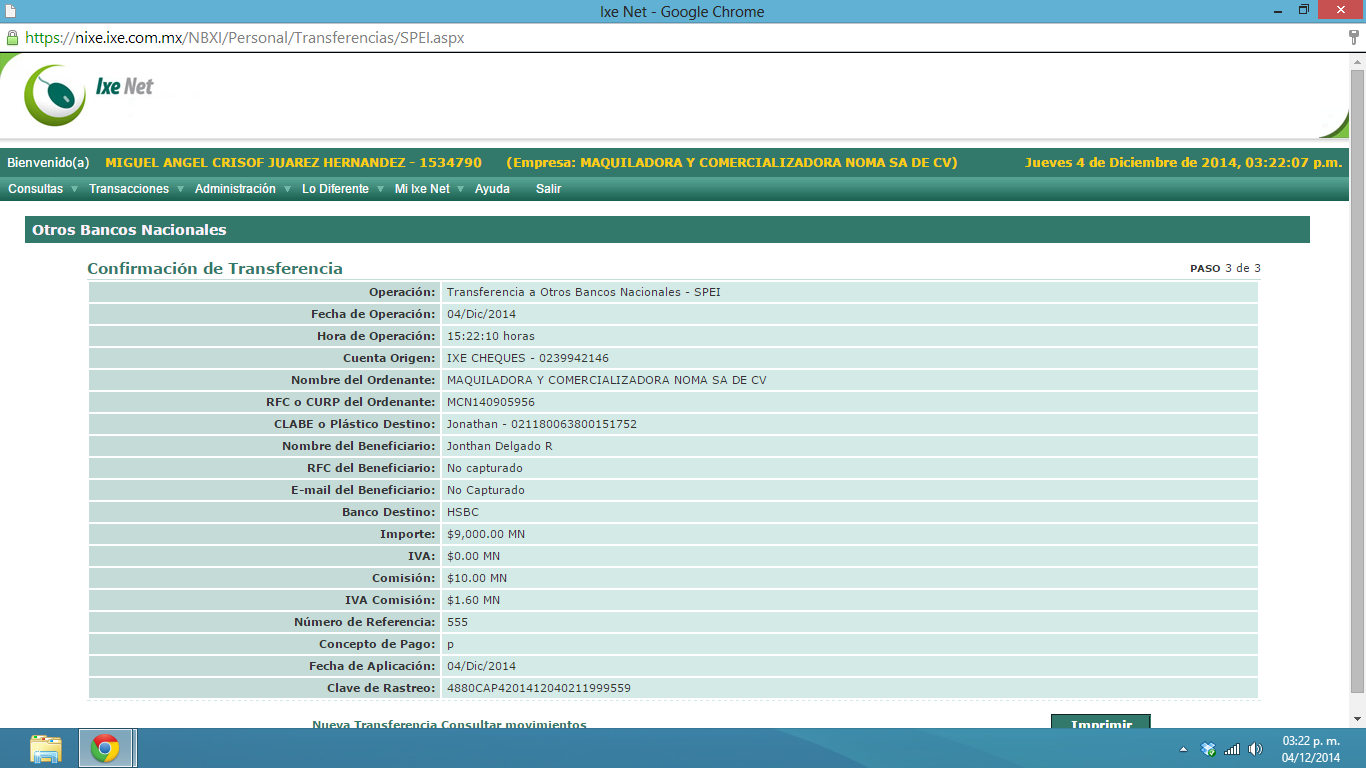 Ixe Net - Google Chrome
https://nixe.ixe.com.mx/NBXI/Personal/Transferencias/SPEI.aspx
Ixe Net
Bienvenido(a) MIGUEL ANGEL CRISOF JUAREZ HERNANDEZ - 1534790 (Empresa: MAQUILADORA Y COMERCIALIZADORA NOMA SA DE CV) Jueves 4 de Diciembre de 2014, 03:22:07 p.m.
Consultas Transacciones Administración Lo Diferente Mi Ixe Net Ayuda Salir
Otros Bancos Nacionales
Confirmación de Transferencia PASO 3 de 3
Operación: Transferencia a Otros Bancos Nacionales - SPEI
Fecha de Operación: 04/Dic/2014
Hora de Operación: 15:22:10 horas
Cuenta Origen: IXE CHEQUES - 0239942146
Nombre del Ordenante: MAQUILADORA Y COMERCIALIZADORA NOMA SA DE CV
RFC o CURP del Ordenante: MCN140905956
CLABE o Plástico Destino: Jonathan - 021180063800151752
Nombre del Beneficiario: Jonthan Delgado R
RFC del Beneficiario: No capturado
E-mail del Beneficiario: No Capturado
Banco Destino: HSBC
Importe: $9,000.00 MN
IVA: $0.00 MN
Comisión: $10.00 MN
IVA Comisión: $1.60 MN
Número de Referencia: 555
Concepto de Pago: p
Fecha de Aplicación: 04/Dic/2014
Clave de Rastreo: 4880CAP4201412040211999559
Nueva Transferencia Consultar movimientos Imprimir
03:22 p. m.
04/12/2014